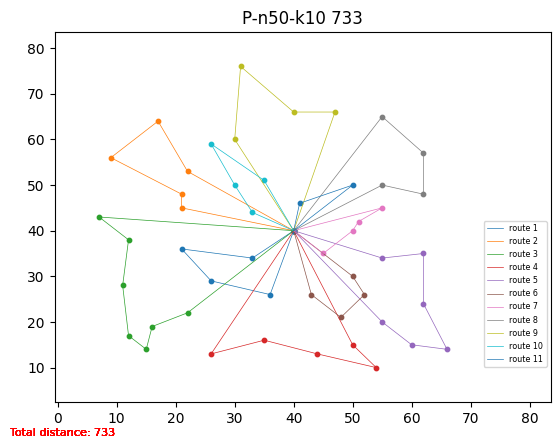 P-n50-k10 733
80
70
60
50
40
30
20
10
0 10 20 30 40 50 60 70 80
route 1
route 2
route 3
route 4
route 5
route 6
route 7
route 8
route 9
route 10
route 11
Total distance: 733